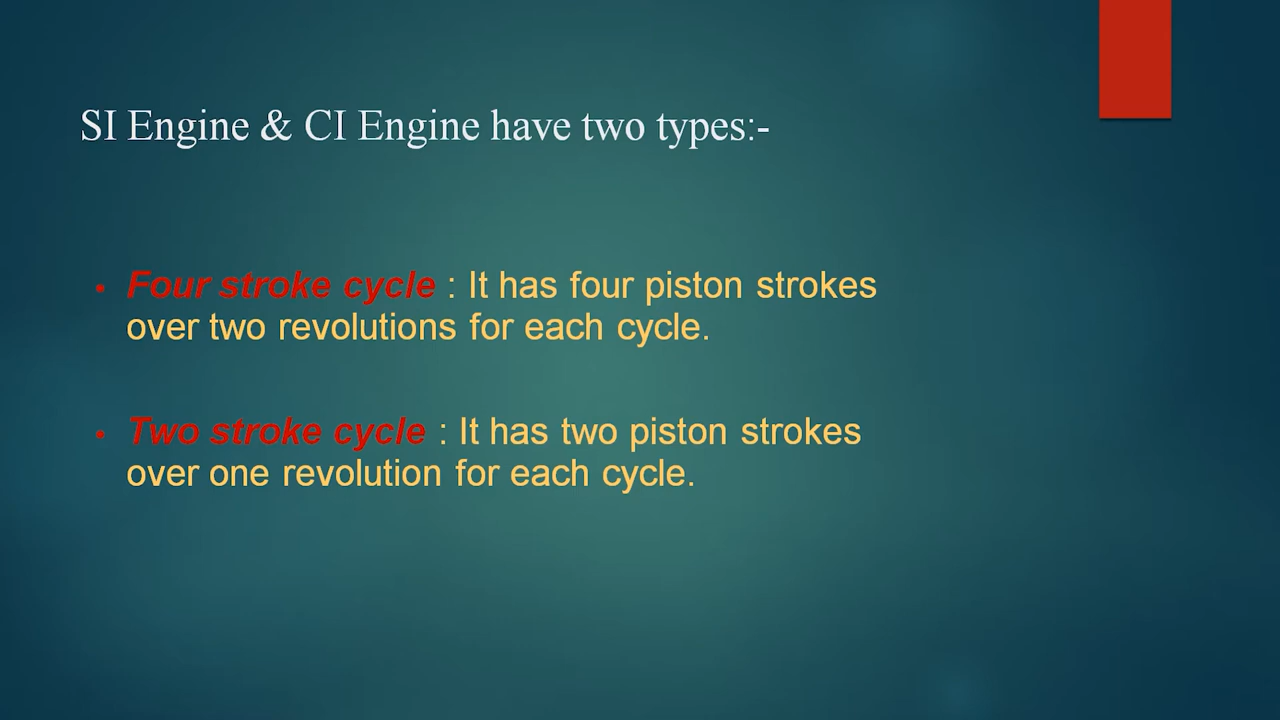 SI Engine & CI Engine have two types:-
• Four stroke cycle : It has four piston strokes
over two revolutions for each cycle.
• Two stroke cycle : It has two piston strokes
over one revolution for each cycle.